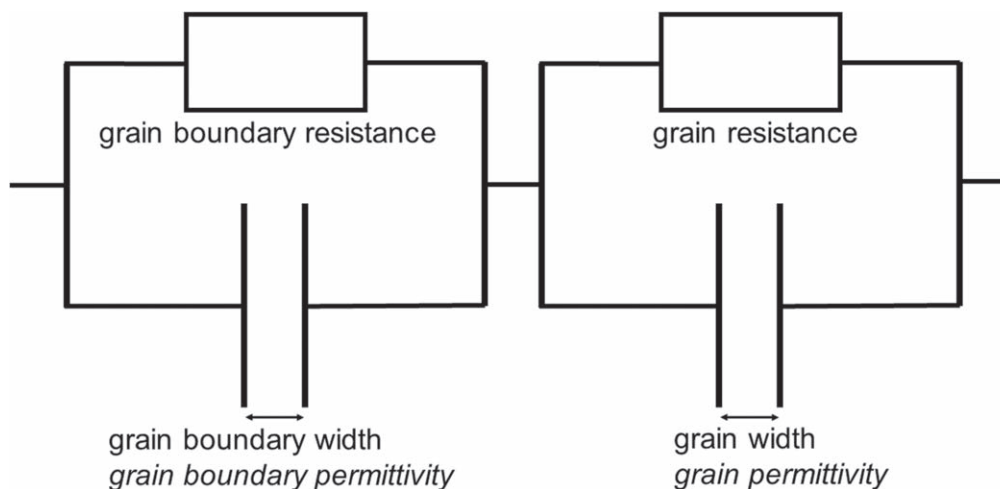 grain boundary resistance
grain resistance
grain boundary width
grain boundary permittivity
grain width
grain permittivity